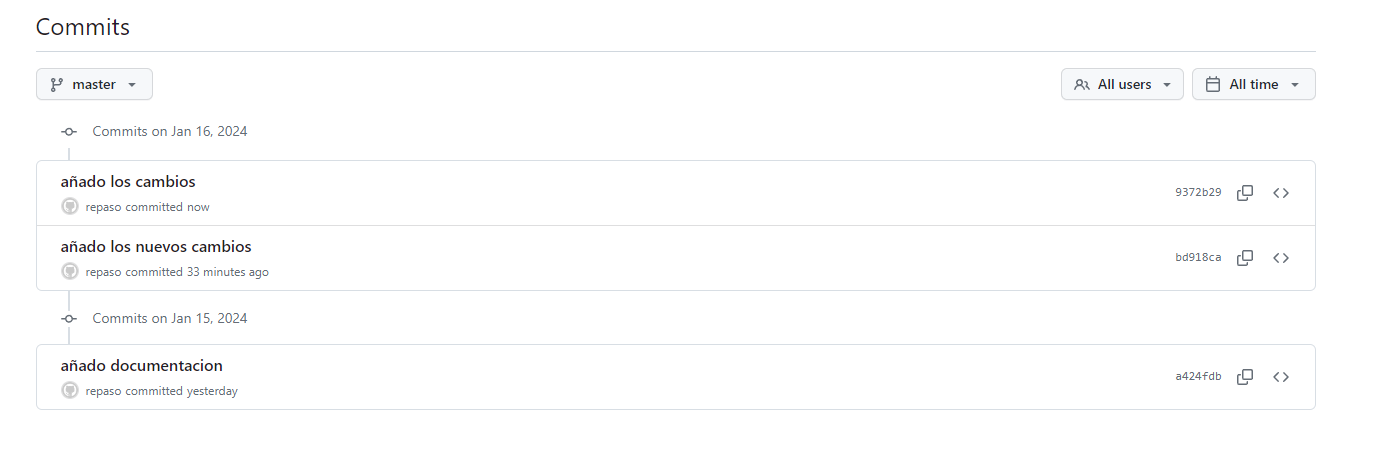 Commits
master
All users
All time
Commits on Jan 16, 2024
añado los cambios
repaso committed now
9372b29
añado los nuevos cambios
repaso committed 33 minutes ago
bd918ca
Commits on Jan 15, 2024
añado documentacion
repaso committed yesterday
a424fdb